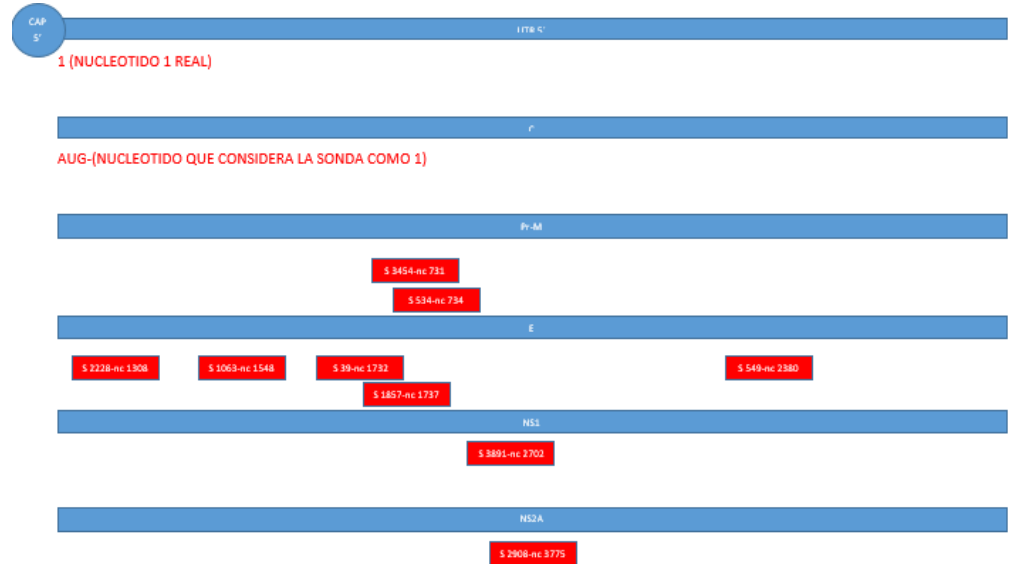 CAP
5'
UTR 5'
1 (NUCLEOTIDO 1 REAL)
C
AUG-(NUCLEOTIDO QUE CONSIDERA LA SONDA COMO 1)
Pr-M
S 3454-nc 731
S 534-nc 734
E
S 2228-nc 1308
S 1063-nc 1548
S 39-nc 1732
S 549-nc 2380
S 1857-nc 1737
NS1
S 3891-nc 2702
NS2A
S 2908-nc 3775